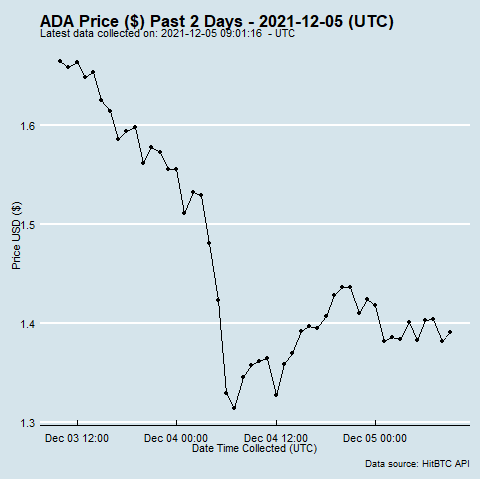 ADA Price ($) Past 2 Days - 2021-12-05 (UTC)
Latest data collected on: 2021-12-05 09:01:16  - UTC
1.6
1.5
1.4
1.3
Price USD ($)
Dec 03 12:00 Dec 04 00:00 Dec 04 12:00 Dec 05 00:00
Date Time Collected (UTC)
Data source: HitBTC API